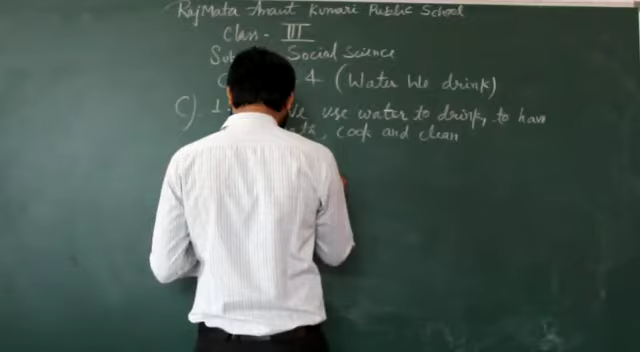 RajMata Anant Kumari Public School
Class - III
Social Science
4 (Water We drink)
C) 1. use water to drink, to have
, cook and clean